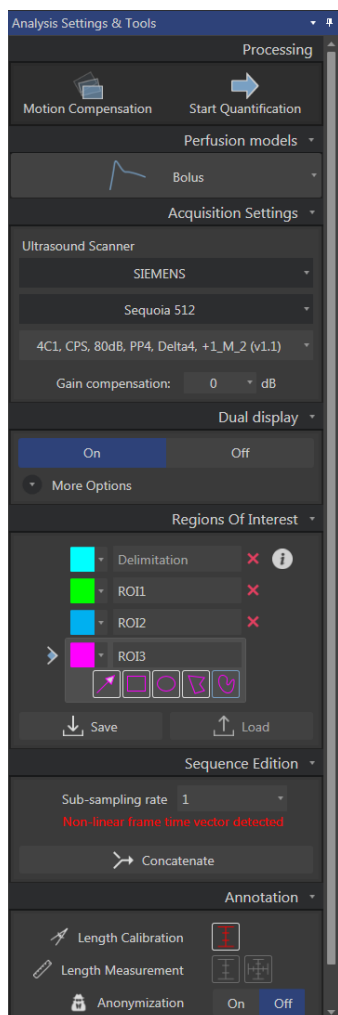 Analysis Settings & Tools
Processing
Motion Compensation
Start Quantification
Perfusion models
Bolus
Acquisition Settings
Ultrasound Scanner
SIEMENS
Sequoia 512
4C1, CPS, 80dB, PP4, Delta4, +1_M_2 (v1.1)
Gain compensation: 0 dB
Dual display
On Off
More Options
Regions Of Interest
Delimitation
ROI1
ROI2
ROI3
Save Load
Sequence Edition
Sub-sampling rate 1
Non-linear frame time vector detected
Concatenate
Annotation
Length Calibration
Length Measurement
Anonymization On Off